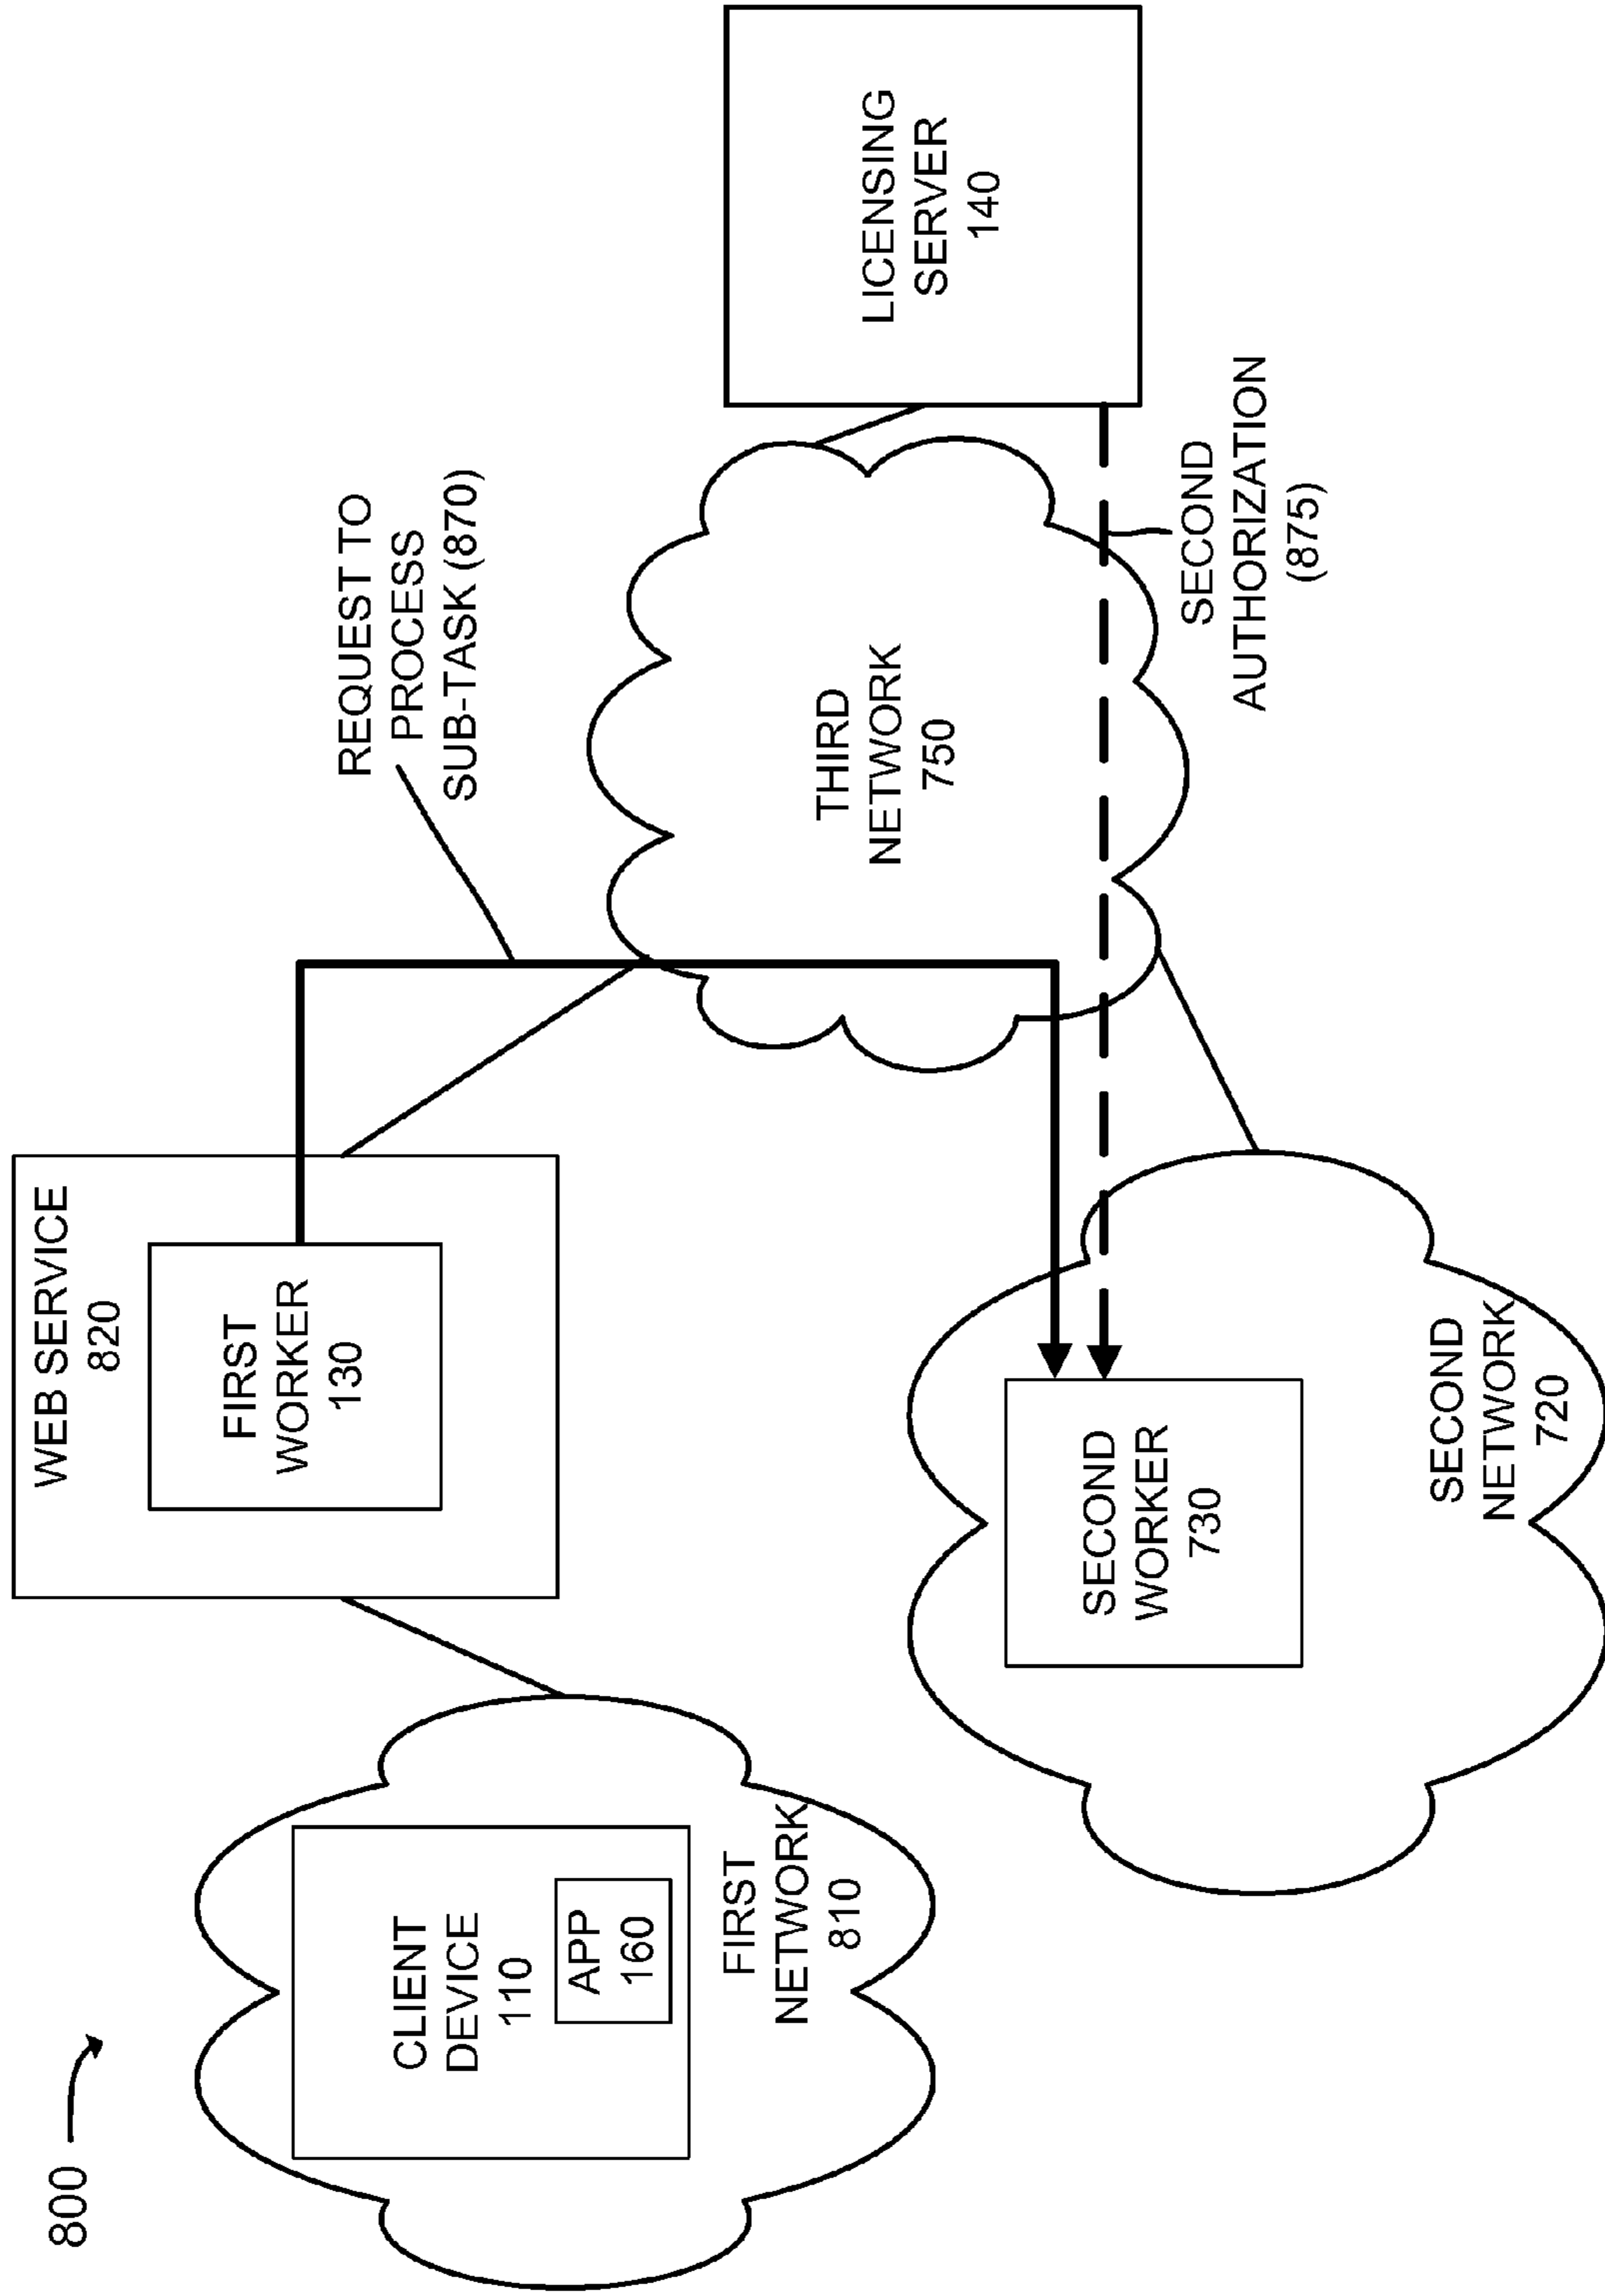 800
WEB SERVICE
820
FIRST
WORKER
130
REQUEST TO
PROCESS
SUB-TASK (870)
CLIENT
DEVICE
110
APP
160
FIRST
NETWORK
810
THIRD
NETWORK
750
LICENSING
SERVER
140
SECOND
WORKER
730
SECOND
NETWORK
720
SECOND
AUTHORIZATION
(875)